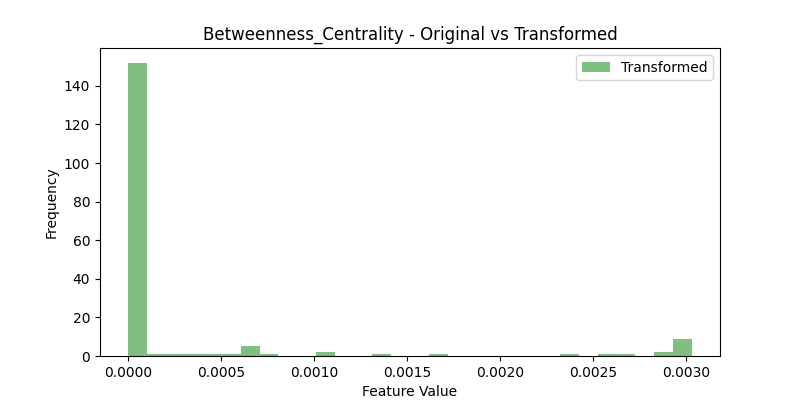 Betweenness_Centrality - Original vs Transformed
Transformed
Frequency
140
120
100
80
60
40
20
0
0.0000 0.0005 0.0010 0.0015 0.0020 0.0025 0.0030
Feature Value